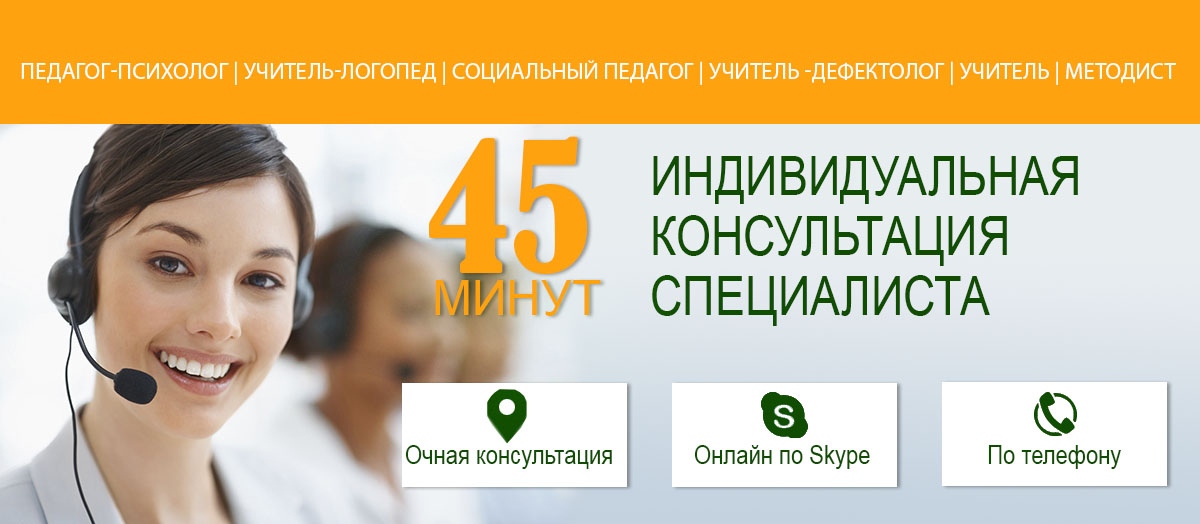 ПЕДАГОГ-ПСИХОЛОГ | УЧИТЕЛЬ-ЛОГОПЕД | СОЦИАЛЬНЫЙ ПЕДАГОГ | УЧИТЕЛЬ -ДЕФЕКТОЛОГ | УЧИТЕЛЬ | МЕТОДИСТ
45
МИНУТ
ИНДИВИДУАЛЬНАЯ
КОНСУЛЬТАЦИЯ
СПЕЦИАЛИСТА
Очная консультация
S
Онлайн по Skype
По телефону